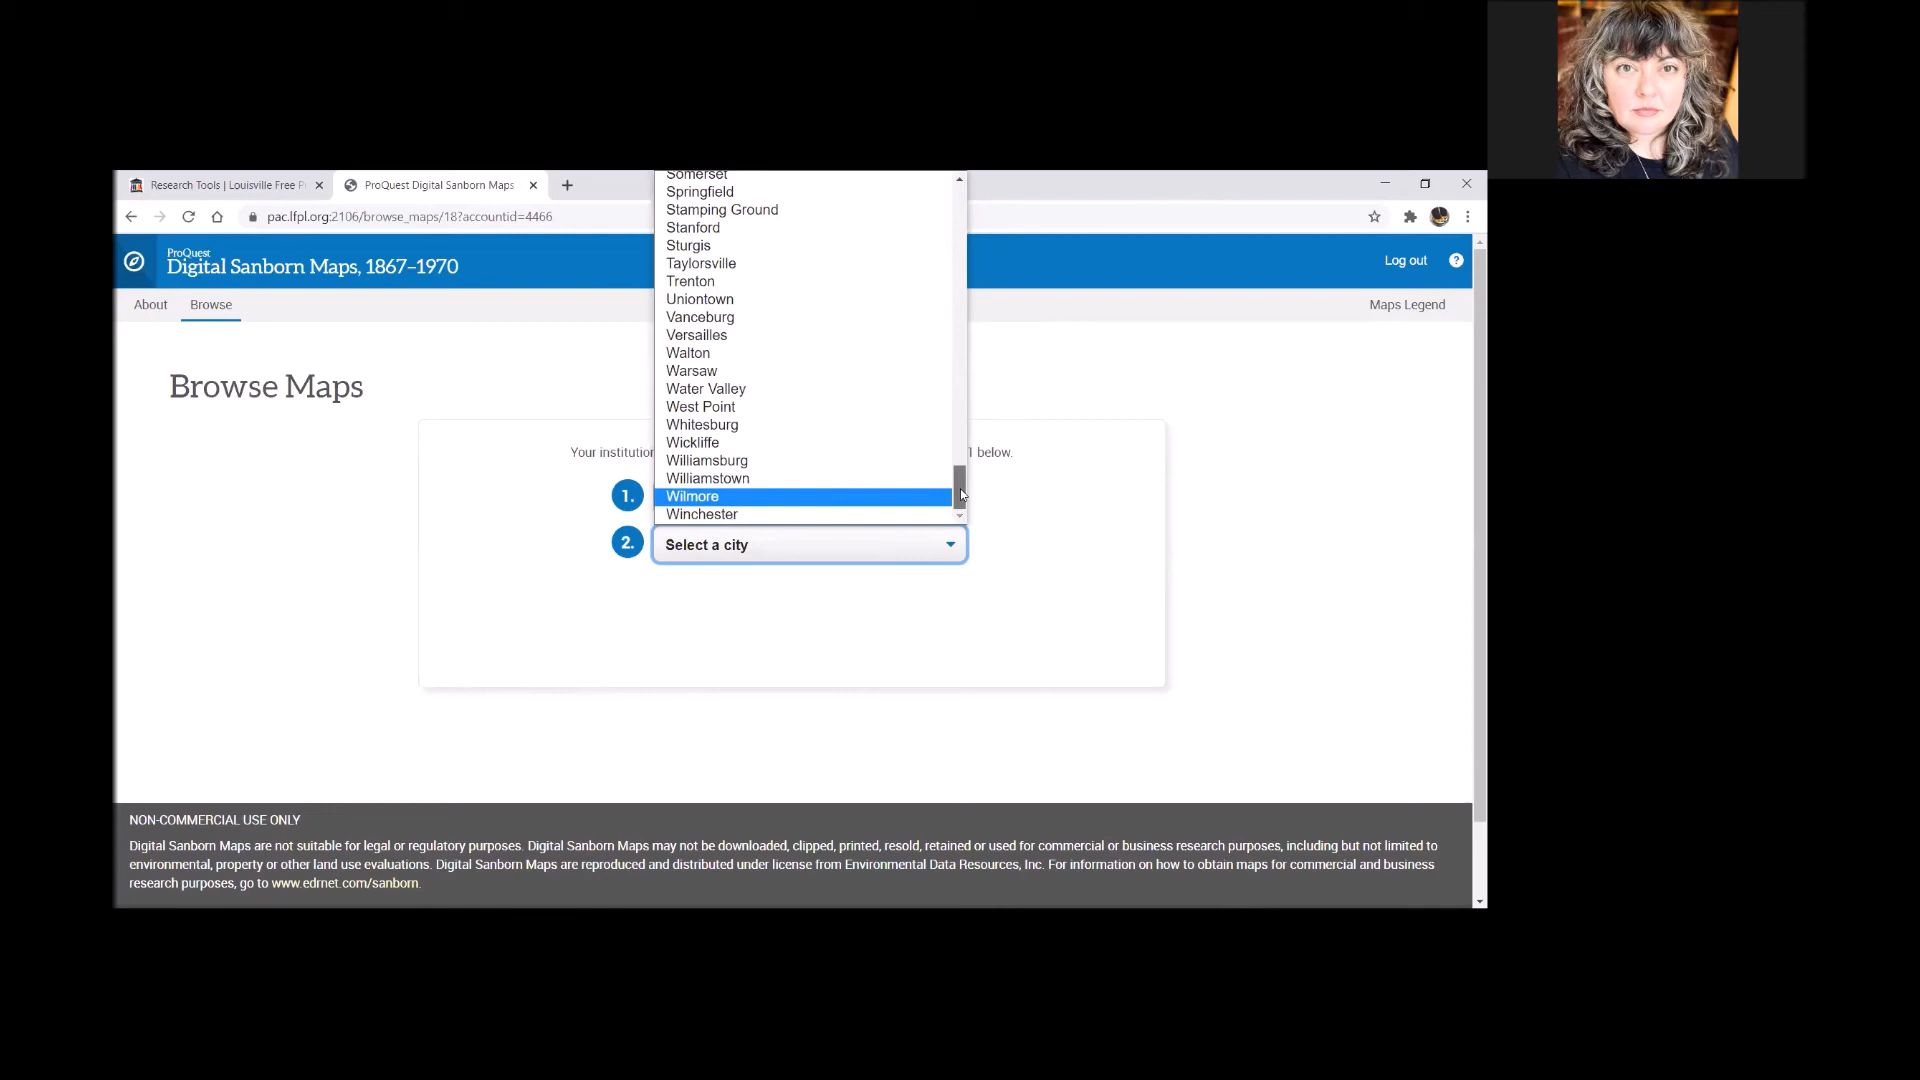 Research Tools | Louisville Free P
ProQuest Digital Sanborn Maps
pac.lfpl.org:2106/browse_maps/18?accountid=4466
ProQuest
Digital Sanborn Maps, 1867–1970
Log out
?
About
Browse
Maps Legend
Browse Maps
Somerset
Springfield
Stamping Ground
Stanford
Sturgis
Taylorsville
Trenton
Uniontown
Vanceburg
Versailles
Walton
Warsaw
Water Valley
West Point
Whitesburg
Wickliffe
Williamsburg
Williamstown
Wilmore
Winchester
Your institution
1 below.
1.
2.
Select a city
NON-COMMERCIAL USE ONLY
Digital Sanborn Maps are not suitable for legal or regulatory purposes. Digital Sanborn Maps may not be downloaded, clipped, printed, resold, retained or used for commercial or business research purposes, including but not limited to
environmental, property or other land use evaluations. Digital Sanborn Maps are reproduced and distributed under license from Environmental Data Resources, Inc. For information on how to obtain maps for commercial and business
research purposes, go to www.edrnet.com/sanborn.